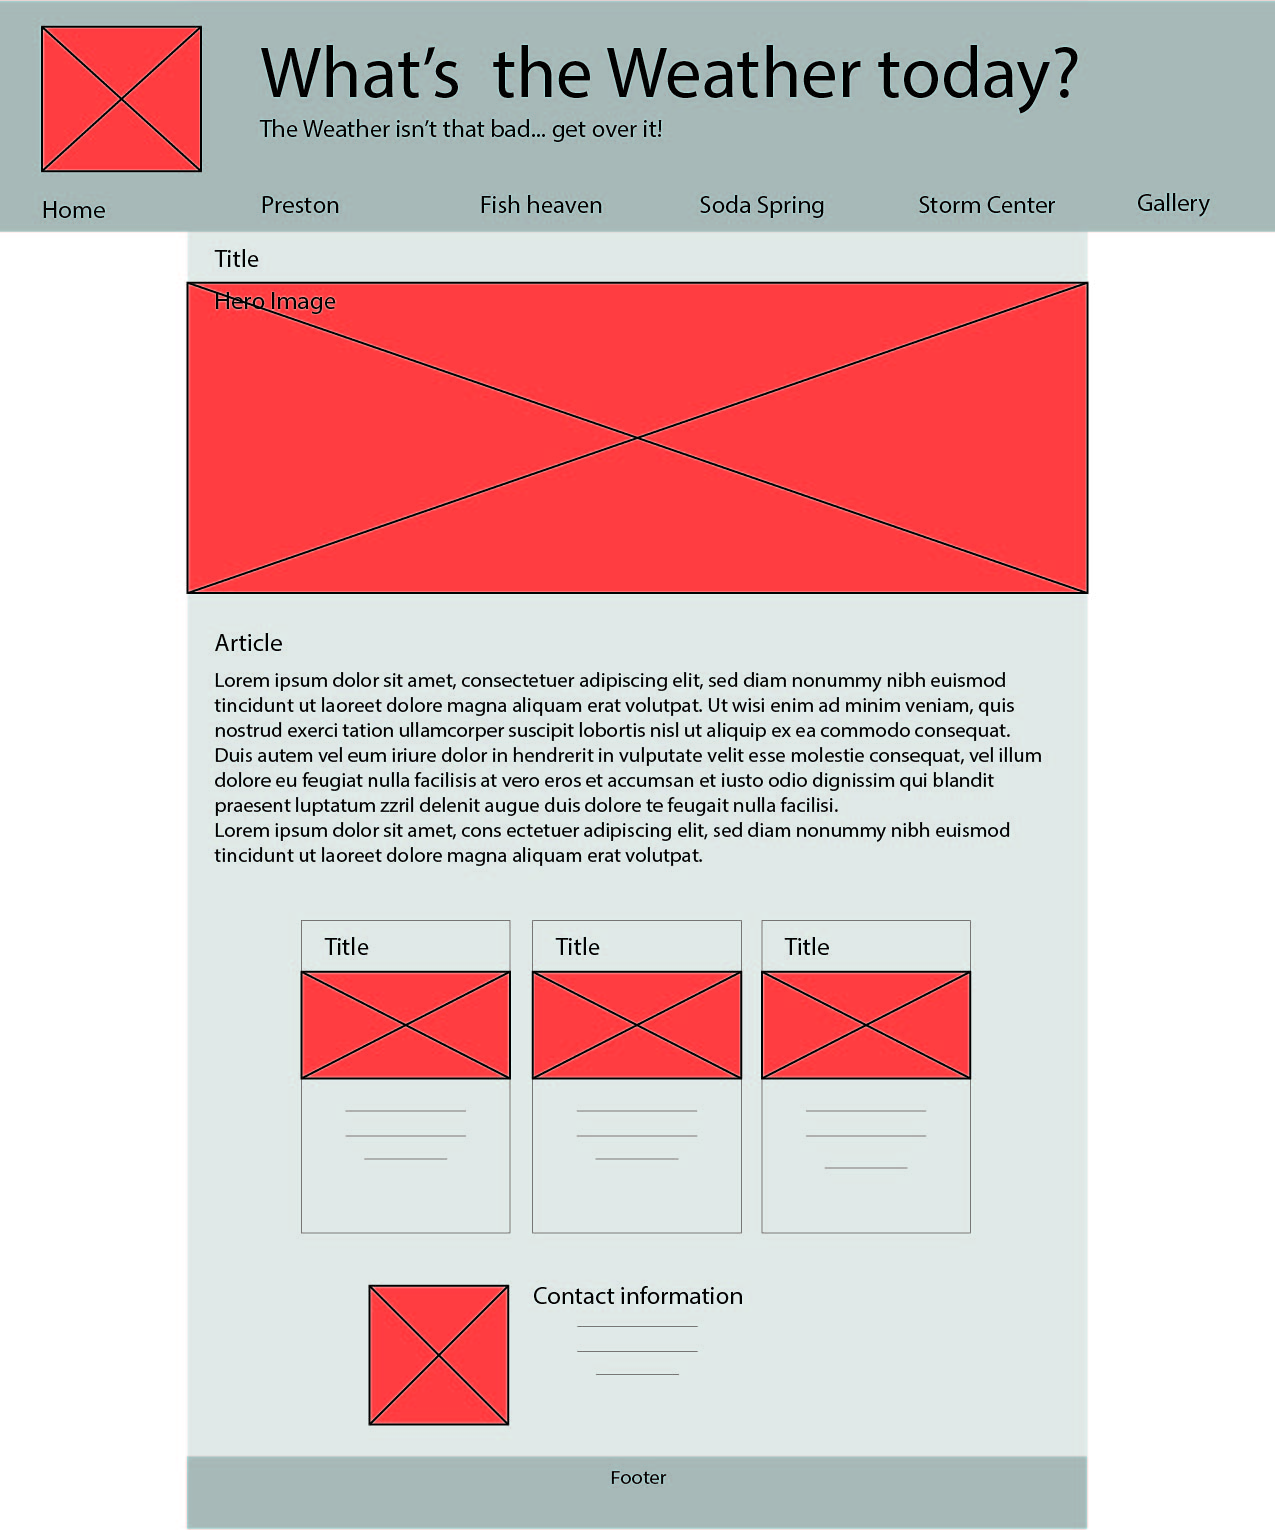 What’s the Weather today?
The Weather isn’t that bad... get over it!
Home Preston Fish heaven Soda Spring Storm Center Gallery
Title
Hero Image
Article
Lorem ipsum dolor sit amet, consectetuer adipiscing elit, sed diam nonummy nibh euismod
tincidunt ut laoreet dolore magna aliquam erat volutpat. Ut wisi enim ad minim veniam, quis
nostrud exerci tation ullamcorper suscipit lobortis nisl ut aliquip ex ea commodo consequat.
Duis autem vel eum iriure dolor in hendrerit in vulputate velit esse molestie consequat, vel illum
dolore eu feugiat nulla facilisis at vero eros et accumsan et iusto odio dignissim qui blandit
praesent luptatum zzril delenit augue duis dolore te feugait nulla facilisi.
Lorem ipsum dolor sit amet, cons ectetuer adipiscing elit, sed diam nonummy nibh euismod
tincidunt ut laoreet dolore magna aliquam erat volutpat.
Title Title Title
Contact information
Footer